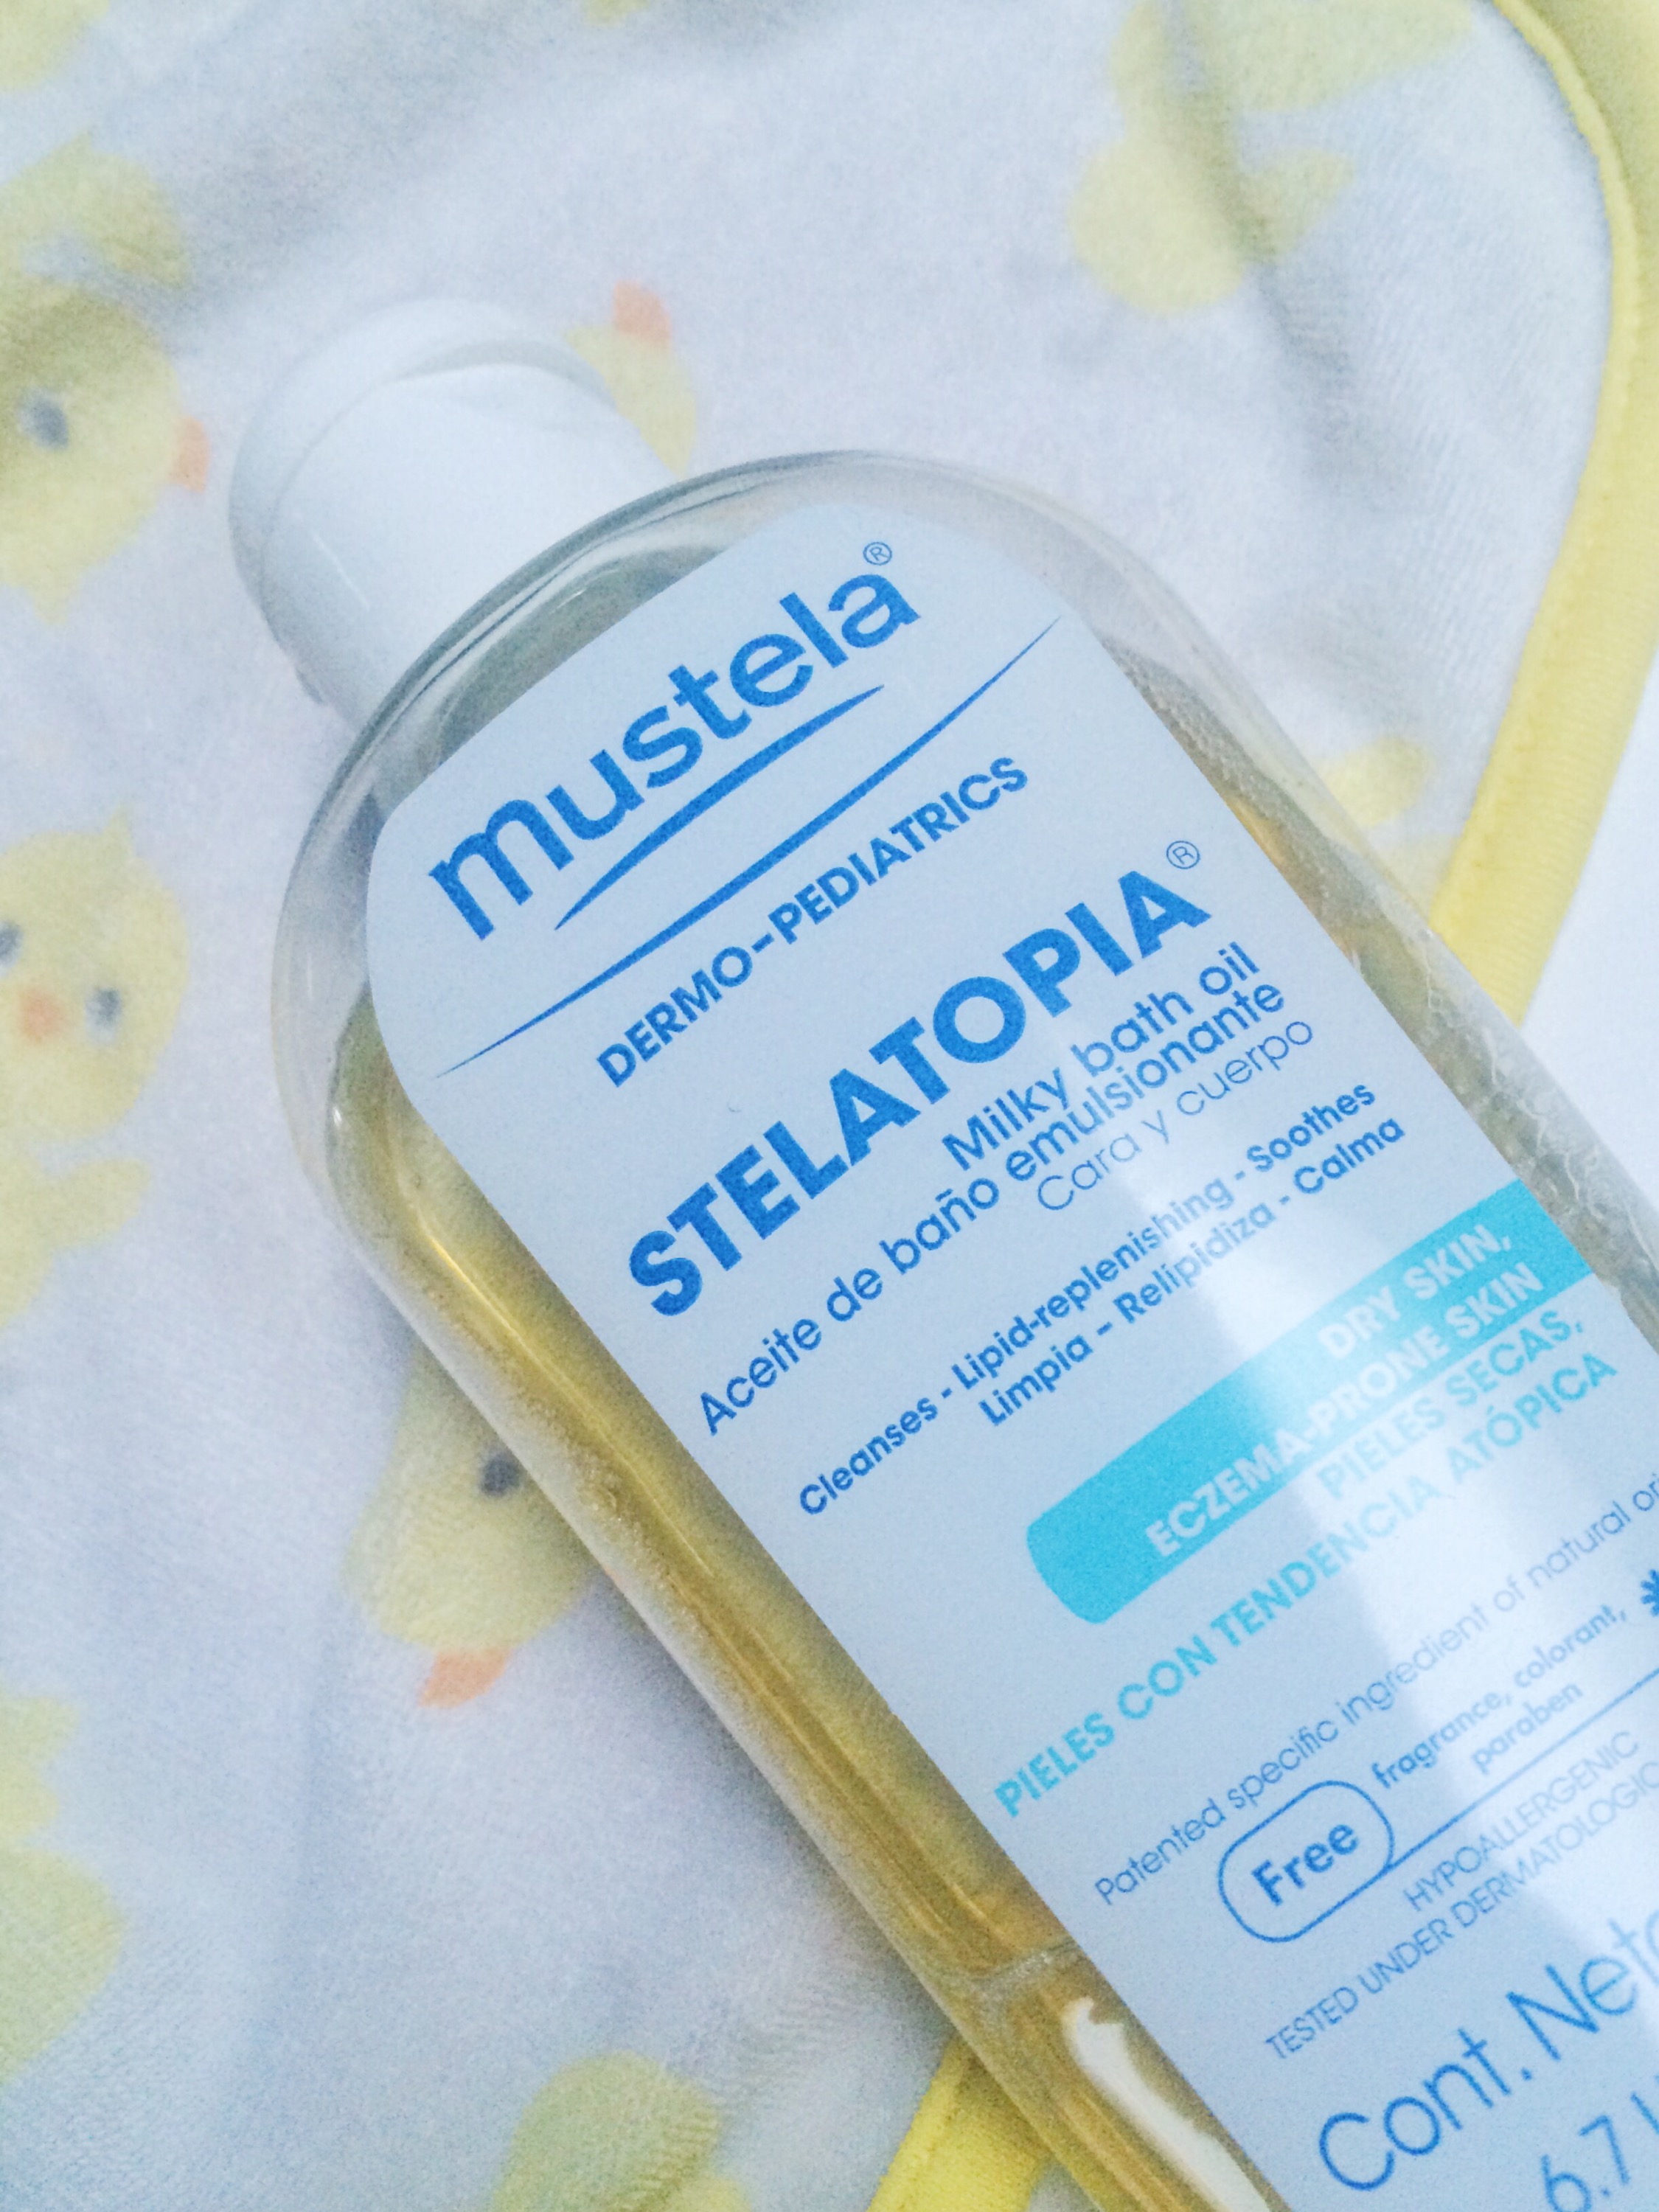 mustela®
DERMO-PEDIATRICS
STELATOPIA®
Milky bath oil
Aceite de baño emulsionante
Cara y cuerpo
Cleanses - Lipid-replenishing - Soothes
Limpia - Relipidiza - Calma
DRY SKIN,
ECZEMA-PRONE SKIN
PIELES SECAS,
PIELES CON TENDENCIA ATÓPICA
Patented specific ingredient of natural
Free fragrance, colorant,
paraben
HYPOALLERGENIC
TESTED UNDER
Cont.
6.7